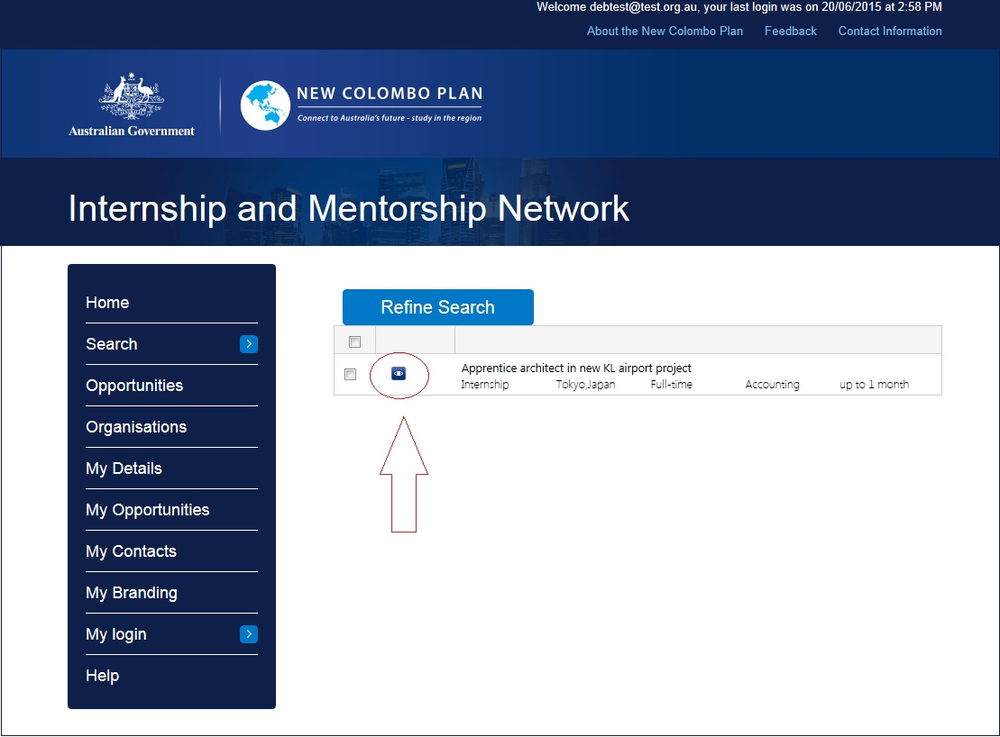 Welcome debtest@test.org.au, your last login was on 20/06/2015 at 2:58 PM
About the New Colombo Plan Feedback Contact Information
Australian Government
NEW COLOMBO PLAN
Connect to Australia's future - study in the region
Internship and Mentorship Network
Home
Search
Opportunities
Organisations
My Details
My Opportunities
My Contacts
My Branding
My login
Help
Refine Search
Apprentice architect in new KL airport project
Internship Tokyo,Japan Full-time Accounting up to 1 month